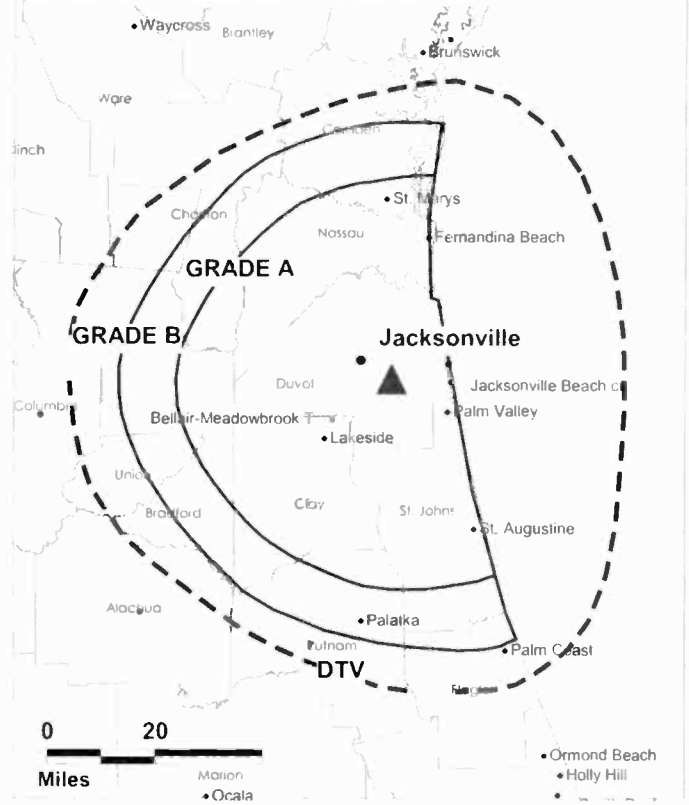 Waycross
Brantley
Brunswick
Ware
Camden
St. Marys
Charlton
Nassau
Fernandina Beach
GRADE A
GRADE B
Jacksonville
Duval
Jacksonville Beach
Columbia
Bellair-Meadowbrook T
Palm Valley
Lakeside
Union
Bradford
Clay
St. Johns
St. Augustine
Alachua
Palatka
Putnam
Palm Coast
DTV
Flagler
0 20
Miles
Ormond Beach
Marion
Holly Hill
Ocala